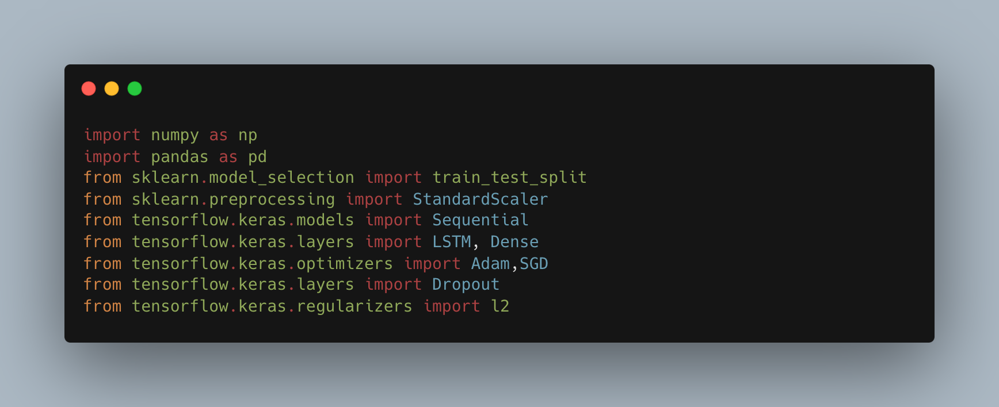 import numpy as np
import pandas as pd
from sklearn.model_selection import train_test_split
from sklearn.preprocessing import StandardScaler
from tensorflow.keras.models import Sequential
from tensorflow.keras.layers import LSTM, Dense
from tensorflow.keras.optimizers import Adam,SGD
from tensorflow.keras.layers import Dropout
from tensorflow.keras.regularizers import l2